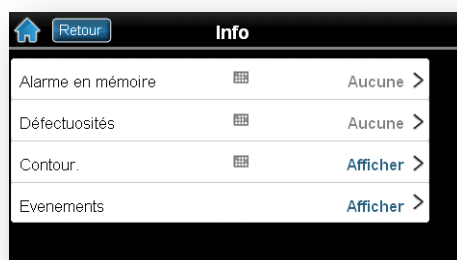 Retour Info
Alarme en mémoire Aucune
Défectuosités Aucune
Contour. Afficher
Evenements Afficher